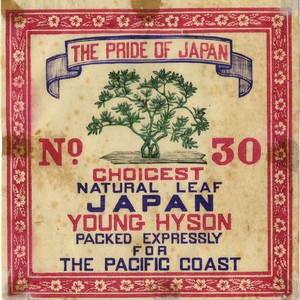 THE PRIDE OF JAPAN
No. 30
CHOICEST
NATURAL LEAF
JAPAN
YOUNG HYSON
PACKED EXPRESSLY
FOR
THE PACIFIC COAST